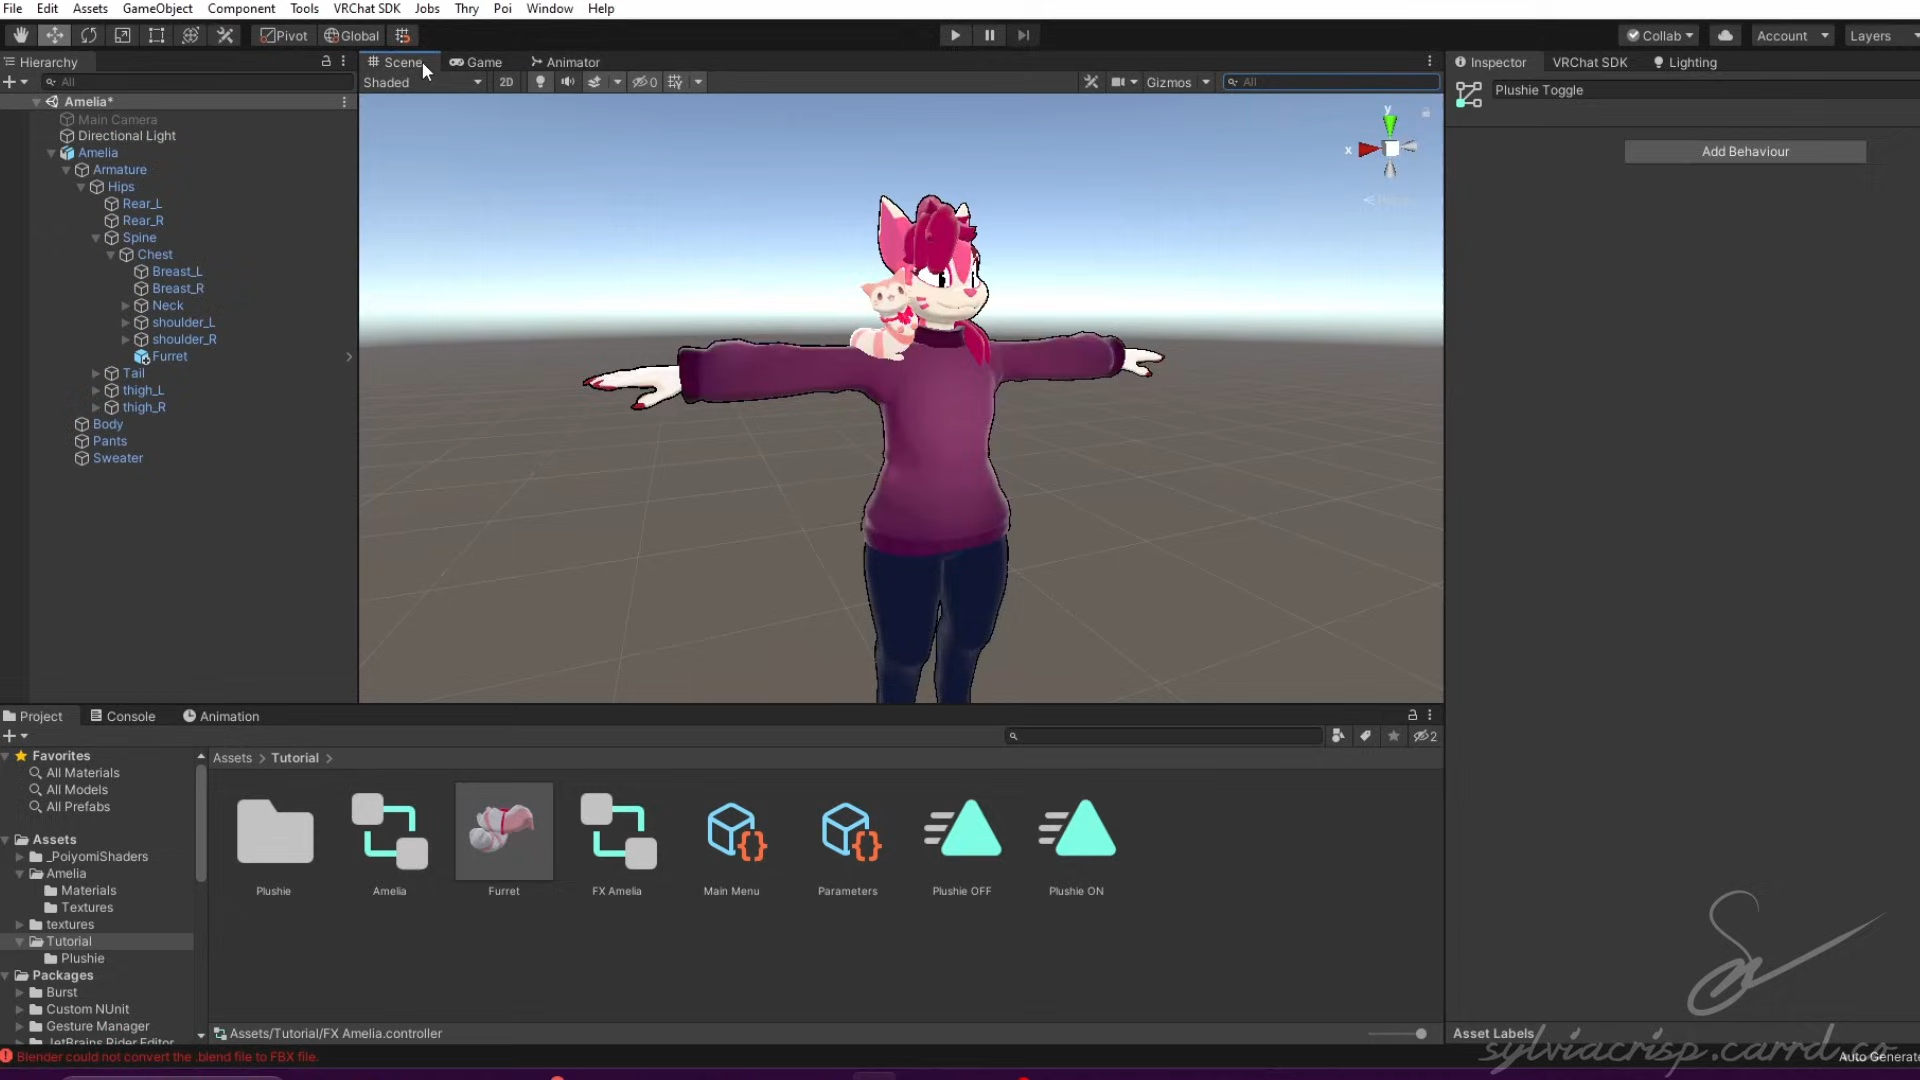 File Edit Assets GameObject Component Tools VRChat SDK Jobs Thry Poi Window Help
Pivot Global Collab Account Layers
Hierarchy Scene Game Animator Inspector VRChat SDK Lighting
All Shaded 2D 0 Gizmos All
Plushie Toggle
Amelia*
Main Camera
Directional Light
Amelia
Armature
Hips
Rear_L
Rear_R
Spine
Chest
Breast_L
Breast_R
Neck
shoulder_L
shoulder_R
Furret
Tail
thigh_L
thigh_R
Body
Pants
Sweater
y
x
Add Behaviour
Project Console Animation
2
Favorites
All Materials
All Models
All Prefabs
Assets
_PoiyomiShaders
Amelia
Materials
Textures
textures
Tutorial
Plushie
Packages
Burst
Custom NUnit
Gesture Manager
JetBrains Rider Editor
Assets > Tutorial >
Plushie Amelia Furret FX Amelia Main Menu Parameters Plushie OFF Plushie ON
Assets/Tutorial/FX Amelia.controller
Asset Labels
Blender could not convert the .blend file to FBX file.
sylviacrisp.carrd.co
Auto Generate